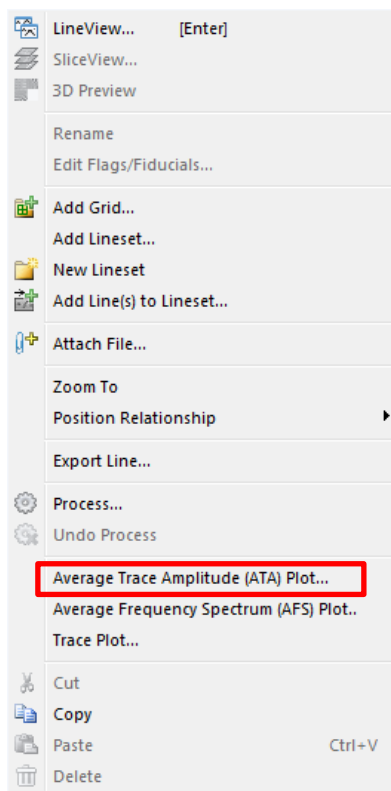 LineView... [Enter]
SliceView...
3D Preview
Rename
Edit Flags/Fiducials...
Add Grid...
Add Lineset...
New Lineset
Add Line(s) to Lineset...
Attach File...
Zoom To
Position Relationship
Export Line...
Process...
Undo Process
Average Trace Amplitude (ATA) Plot...
Average Frequency Spectrum (AFS) Plot..
Trace Plot...
Cut
Copy
Paste Ctrl+V
Delete